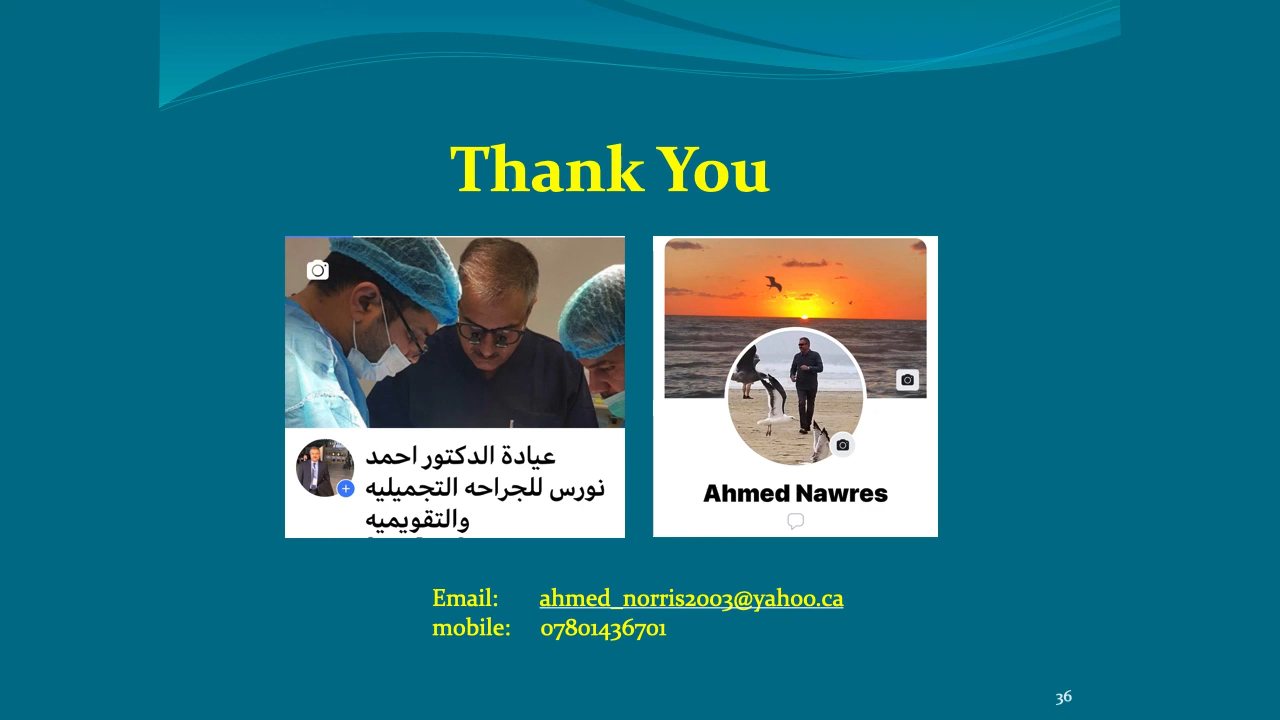 Thank You
عيادة الدكتور احمد
نورس للجراحه التجميليه
والتقويميه
Ahmed Nawres
Email: ahmed_norris2003@yahoo.ca
mobile: 07801436701
36